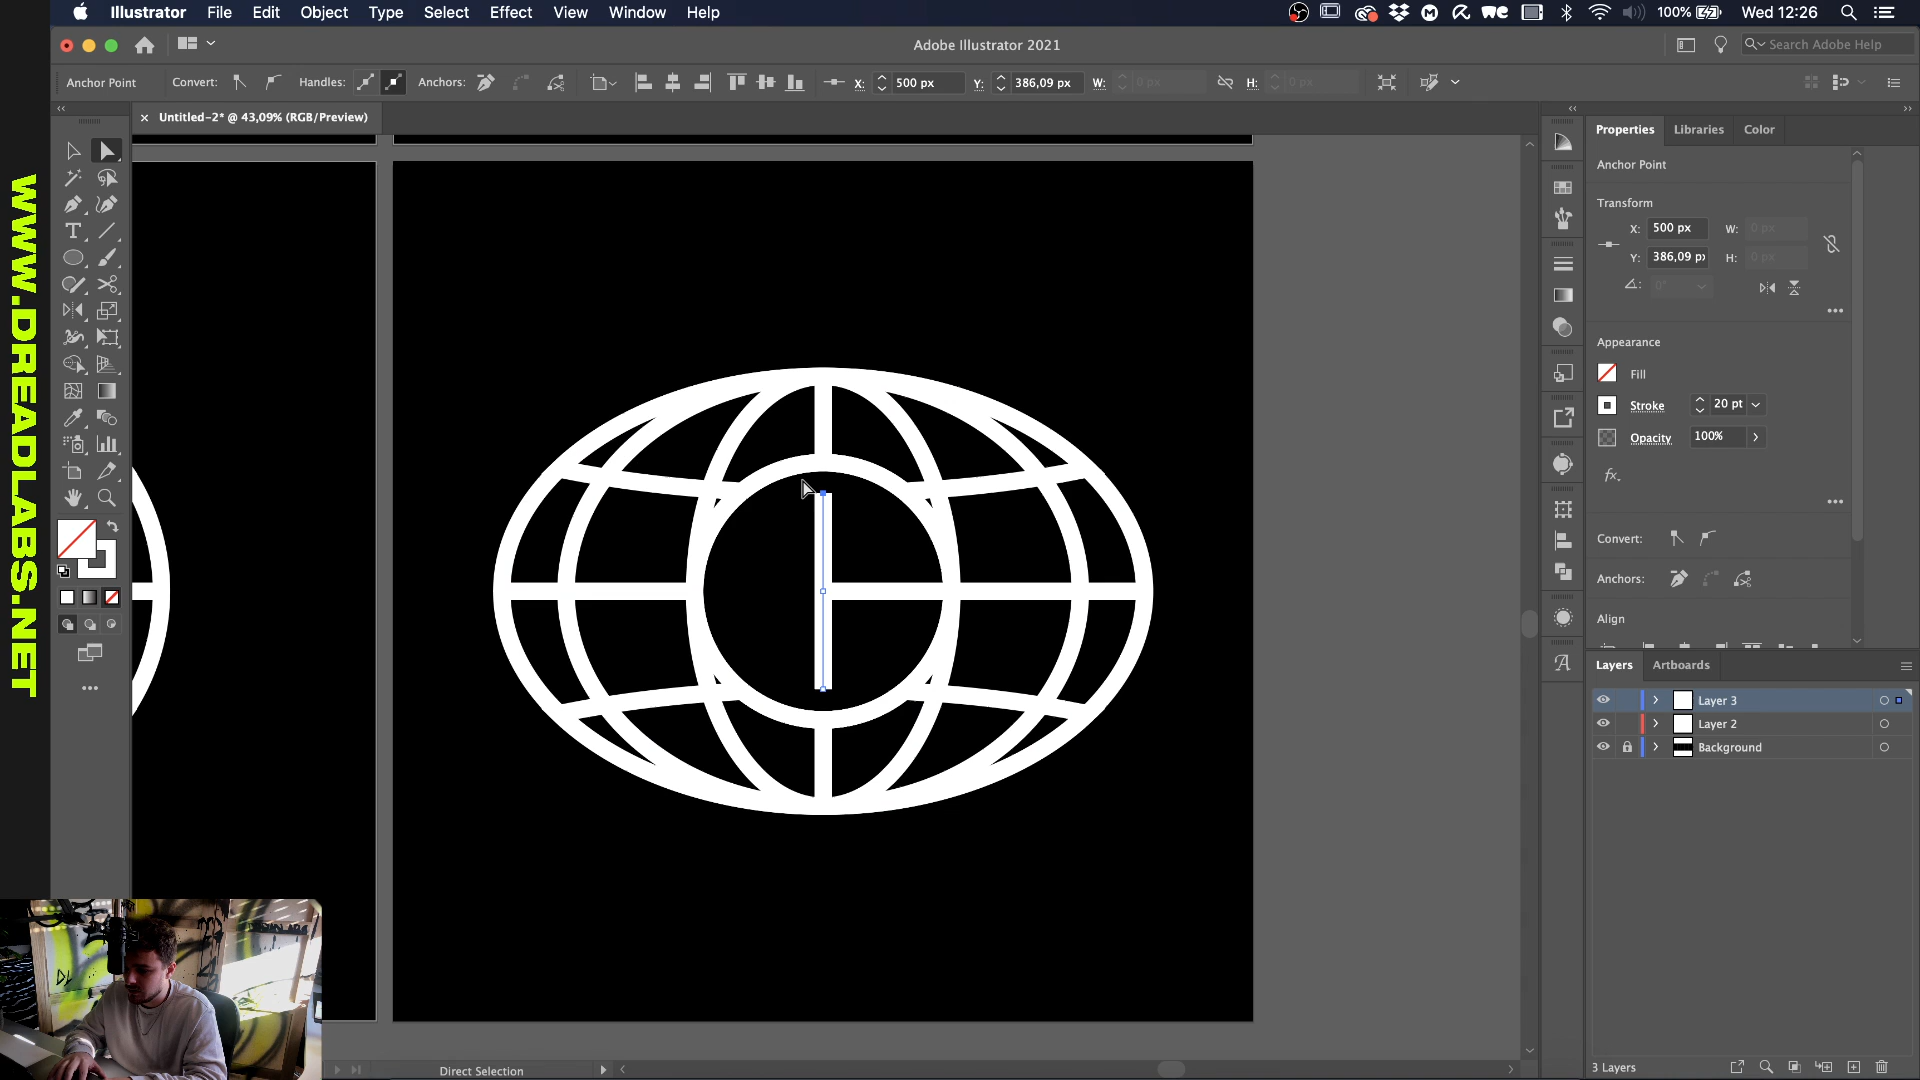 Illustrator File Edit Object Type Select Effect View Window Help
100% Wed 12:26
Adobe Illustrator 2021
Search Adobe Help
Anchor Point Convert: Handles: Anchors: X: 500 px Y: 386,09 px W: 0 px H: 0 px
Untitled-2* @ 43,09% (RGB/Preview)
WWW.DREADLABS.NET
Properties Libraries Color
Anchor Point
Transform
X: 500 px W: 0 px
Y: 386,09 px H: 0 px
0°
Appearance
Fill
Stroke 20 pt
Opacity 100%
fx.
Convert:
Anchors:
Align
Layers Artboards
Layer 3
Layer 2
Background
3 Layers
Direct Selection